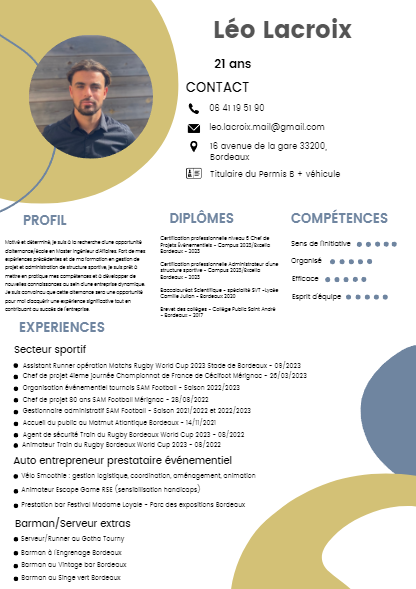 Léo Lacroix
21 ans
CONTACT
06 41 19 51 90
leo.lacroix.mail@gmail.com
16 avenue de la gare 33200,
Bordeaux
Titulaire du Permis B + véhicule
PROFIL
Motivé et déterminé, je suis à la recherche d'une opportunité
d'alternance/école en Master Ingénieur d'Affaires. Fort de mes
expériences précédentes et de ma formation en gestion de
projet et administration de structure sportive, je suis prêt à
mettre en pratique mes compétences et à développer de
nouvelles connaissances au sein d'une entreprise dynamique.
Je suis convaincu que cette alternance sera une opportunité
pour moi d'acquérir une expérience significative tout en
contribuant au succès de l'entreprise.
DIPLÔMES
Certification professionnelle niveau 6 Chef de
Projets Événementiels - Campus 2023/Excelia
Bordeaux - 2023
Certification professionnelle Administrateur d'une
structure sportive - Campus 2023/Excelia
Bordeaux - 2023
Baccalauréat Scientifique - spécialité SVT -Lycée
Camille Jullian - Bordeaux 2020
Brevet des collèges - Collège Public Saint André
- Bordeaux - 2017
COMPÉTENCES
Sens de l'initiative
Organisé
Efficace
Esprit d'équipe
EXPERIENCES
Secteur sportif
Assistant Runner opération Matchs Rugby World Cup 2023 Stade de Bordeaux - 09/2023
Chef de projet 41eme journée Championnat de France de Cécifoot Mérignac - 26/03/2023
Organisation évènementiel tournois SAM Football - Saison 2022/2023
Chef de projet 80 ans SAM Football Mérignac - 28/08/2022
Gestionnaire administratif SAM Football - Saison 2021/2022 et 2022/2023
Accueil du public au Matmut Atlantique Bordeaux - 14/11/2021
Agent de sécurité Train du Rugby Bordeaux World Cup 2023 - 08/2022
Animateur Train du Rugby Bordeaux World Cup 2023 - 08/2022
Auto entrepreneur prestataire événementiel
Vélo Smoothie : gestion logistique, coordination, aménagement, animation
Animateur Escape Game RSE (sensibilisation handicaps)
Prestation bar Festival Madame Loyale - Parc des expositions Bordeaux
Barman/Serveur extras
Serveur/Runner au Gotha Tourny
Barman à l'Engrenage Bordeaux
Barman au Vintage bar Bordeaux
Barman au Singe vert Bordeaux